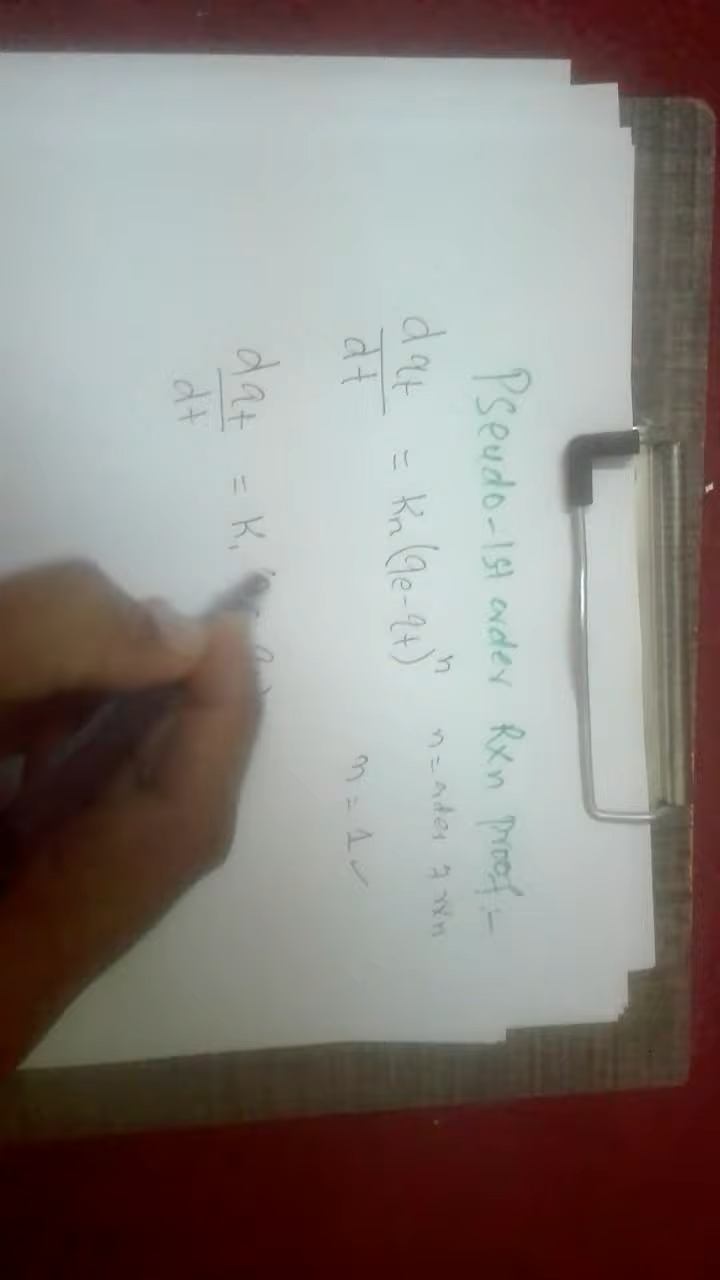 Pseudo-1st order Rxn proof:-
dqt/dt = Kn(qe-qt)^n n = order of rxn
n = 1 ✓
dqt/dt = K1